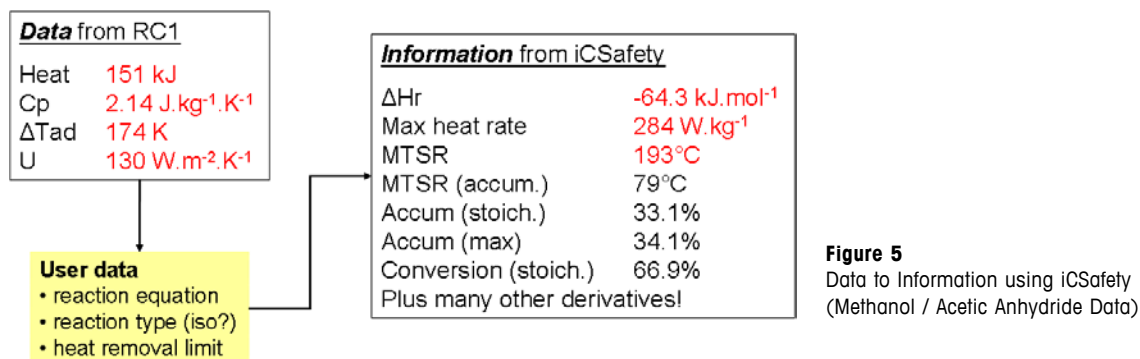 Data from RC1
Heat 151 kJ
Cp 2.14 J.kg⁻¹.K⁻¹
ΔTad 174 K
U 130 W.m⁻².K⁻¹
User data
• reaction equation
• reaction type (iso?)
• heat removal limit
Information from iCSafety
ΔHr -64.3 kJ.mol⁻¹
Max heat rate 284 W.kg⁻¹
MTSR 193°C
MTSR (accum.) 79°C
Accum (stoich.) 33.1%
Accum (max) 34.1%
Conversion (stoich.) 66.9%
Plus many other derivatives!
Figure 5
Data to Information using iCSafety
(Methanol / Acetic Anhydride Data)